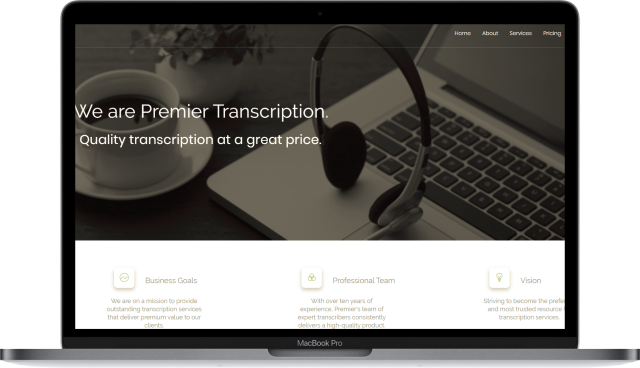 Home About Services Pricing
We are Premier Transcription.
Quality transcription at a great price.
Business Goals
We are on a mission to provide
outstanding transcription services
that deliver premium value to our
clients.
Professional Team
With over ten years of
experience, Premier's team of
expert transcribers consistently
delivers a high-quality product.
Vision
Striving to become the prefe
and most trusted resource
transcription services.
MacBook Pro